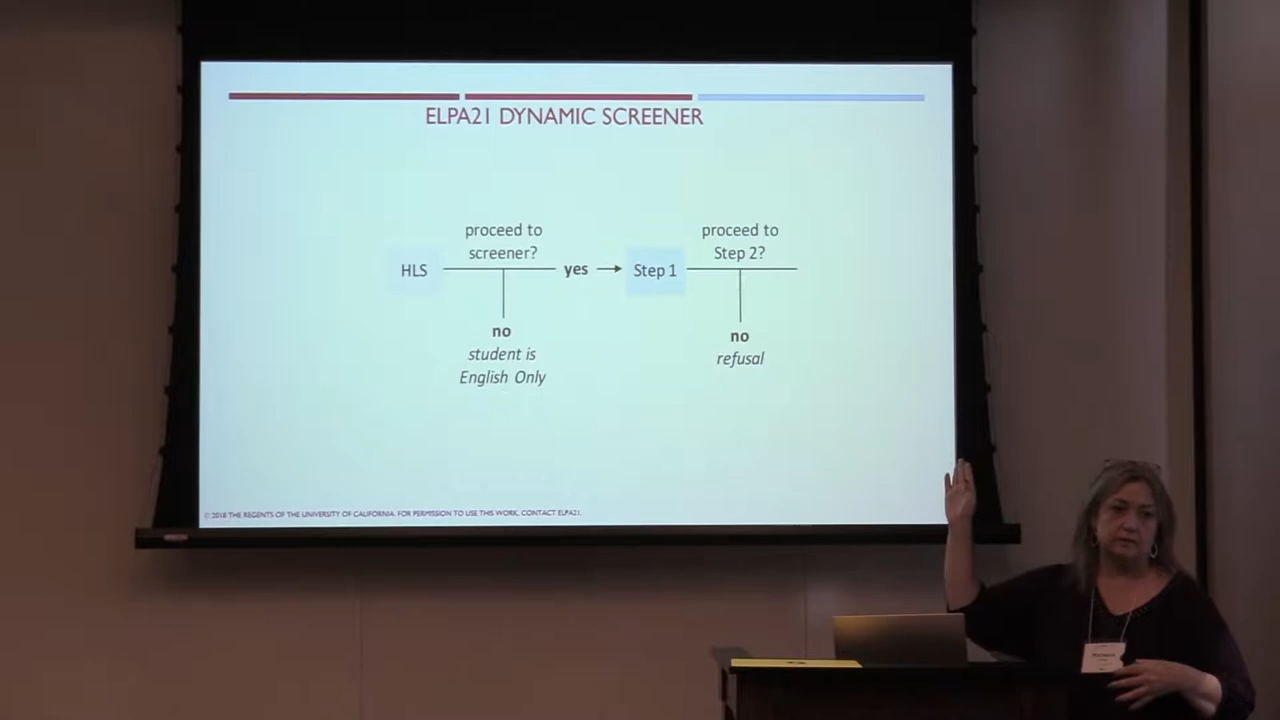 ELPA21 DYNAMIC SCREENER
proceed to
screener?
proceed to
Step 2?
HLS
yes
Step 1
no
student is
English Only
no
refusal
© 2018 THE REGENTS OF THE UNIVERSITY OF CALIFORNIA. FOR PERMISSION TO USE THIS WORK, CONTACT ELPA21.